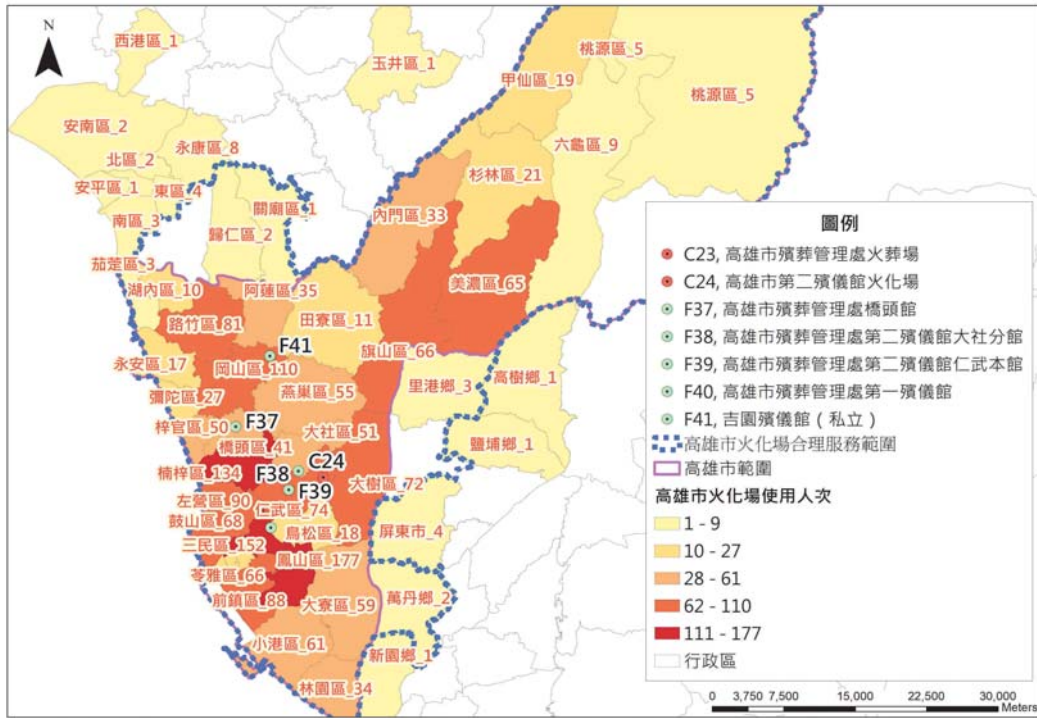 N
西港區_1
玉井區_1
桃源區_5
甲仙區_19
桃源區_5
安南區_2
永康區_8
北區_2
六龜區_9
杉林區_21
安平區_1
東區_4
關廟區_1
內門區_33
南區_3
歸仁區_2
茄萣區_3
湖內區_10
阿蓮區_35
美濃區_65
路竹區_81
田寮區_11
F41
旗山區_66
永安區_17
岡山區_110
高樹鄉_1
燕巢區_55
里港鄉_3
彌陀區_27
梓官區_50
F37
大社區_51
橋頭區_41
鹽埔鄉_1
楠梓區_134
F38
C24
F39
大樹區_72
左營區_90
仁武區_74
鼓山區_68
鳥松區_18
屏東市_4
三民區_152
鳳山區_177
苓雅區_66
前鎮區_88
大寮區_59
萬丹鄉_2
小港區_61
新園鄉_1
林園區_34
圖例
C23, 高雄市殯葬管理處火葬場
C24, 高雄市第二殯儀館火化場
F37, 高雄市殯葬管理處橋頭館
F38, 高雄市殯葬管理處第二殯儀館大社分館
F39, 高雄市殯葬管理處第二殯儀館仁武本館
F40, 高雄市殯葬管理處第一殯儀館
F41, 吉園殯儀館（私立）
高雄市火化場合理服務範圍
高雄市範圍
高雄市火化場使用人次
1 - 9
10 - 27
28 - 61
62 - 110
111 - 177
行政區
0 3,750 7,500 15,000 22,500 30,000
Meters